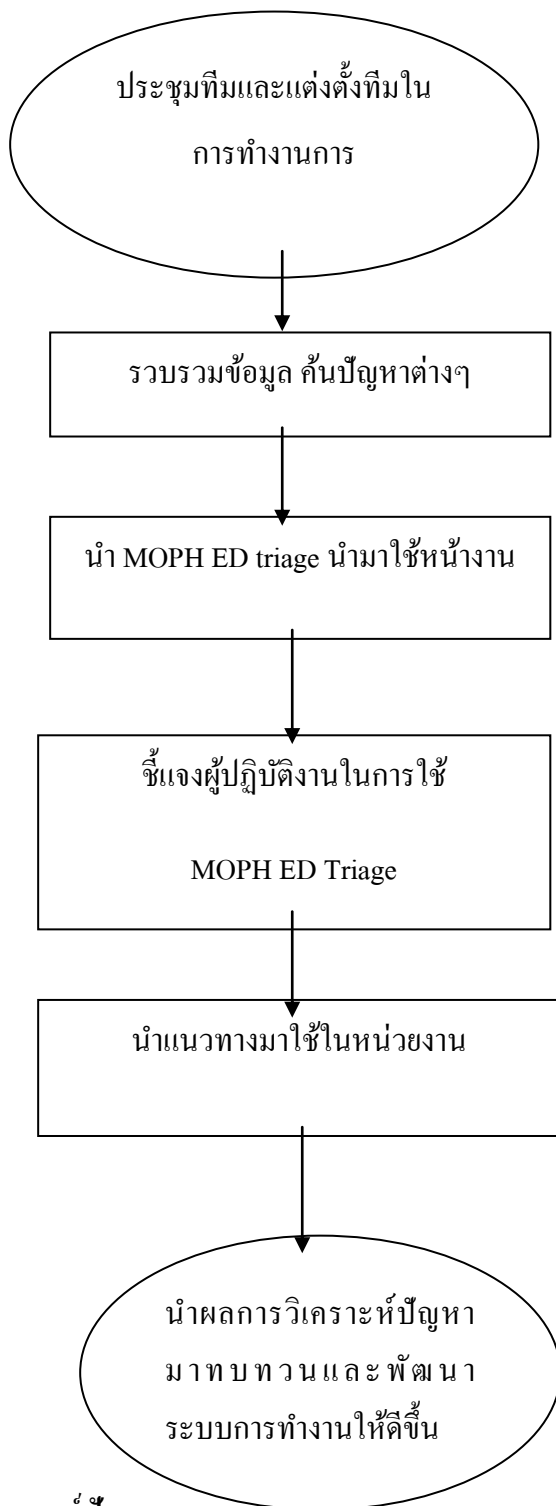 ประชุมทีมและแต่งตั้งทีมใน
การทำงานการ
รวบรวมข้อมูล ค้นปัญหาต่างๆ
นำ MOPH ED triage นำมาใช้หน้างาน
ชี้แจงผู้ปฏิบัติงานในการใช้
MOPH ED Triage
นำแนวทางมาใช้ในหน่วยงาน
นำผลการวิเคราะห์ปัญหา
มาทบทวนและพัฒนา
ระบบการทำงานให้ดีขึ้น